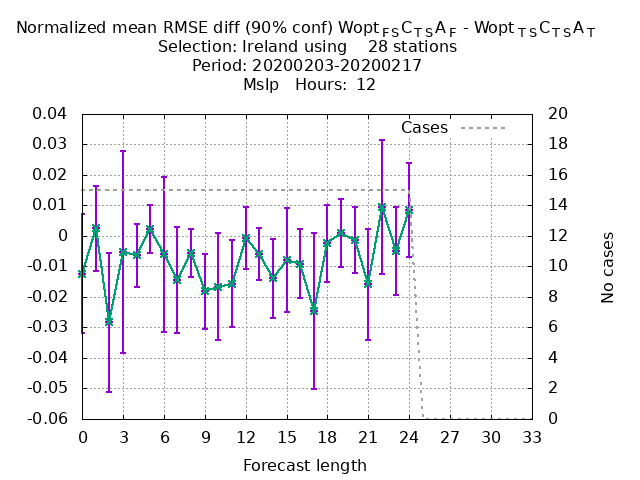 Normalized mean RMSE diff (90% conf) Wopt FS C TS A F - Wopt TS C TS A T
Selection: Ireland using 28 stations
Period: 20200203-20200217
Mslp Hours: 12
Cases
0.04
0.03
0.02
0.01
0
-0.01
-0.02
-0.03
-0.04
-0.05
-0.06
20
18
16
14
12
10
8
6
4
2
0
No cases
0 3 6 9 12 15 18 21 24 27 30 33
Forecast length